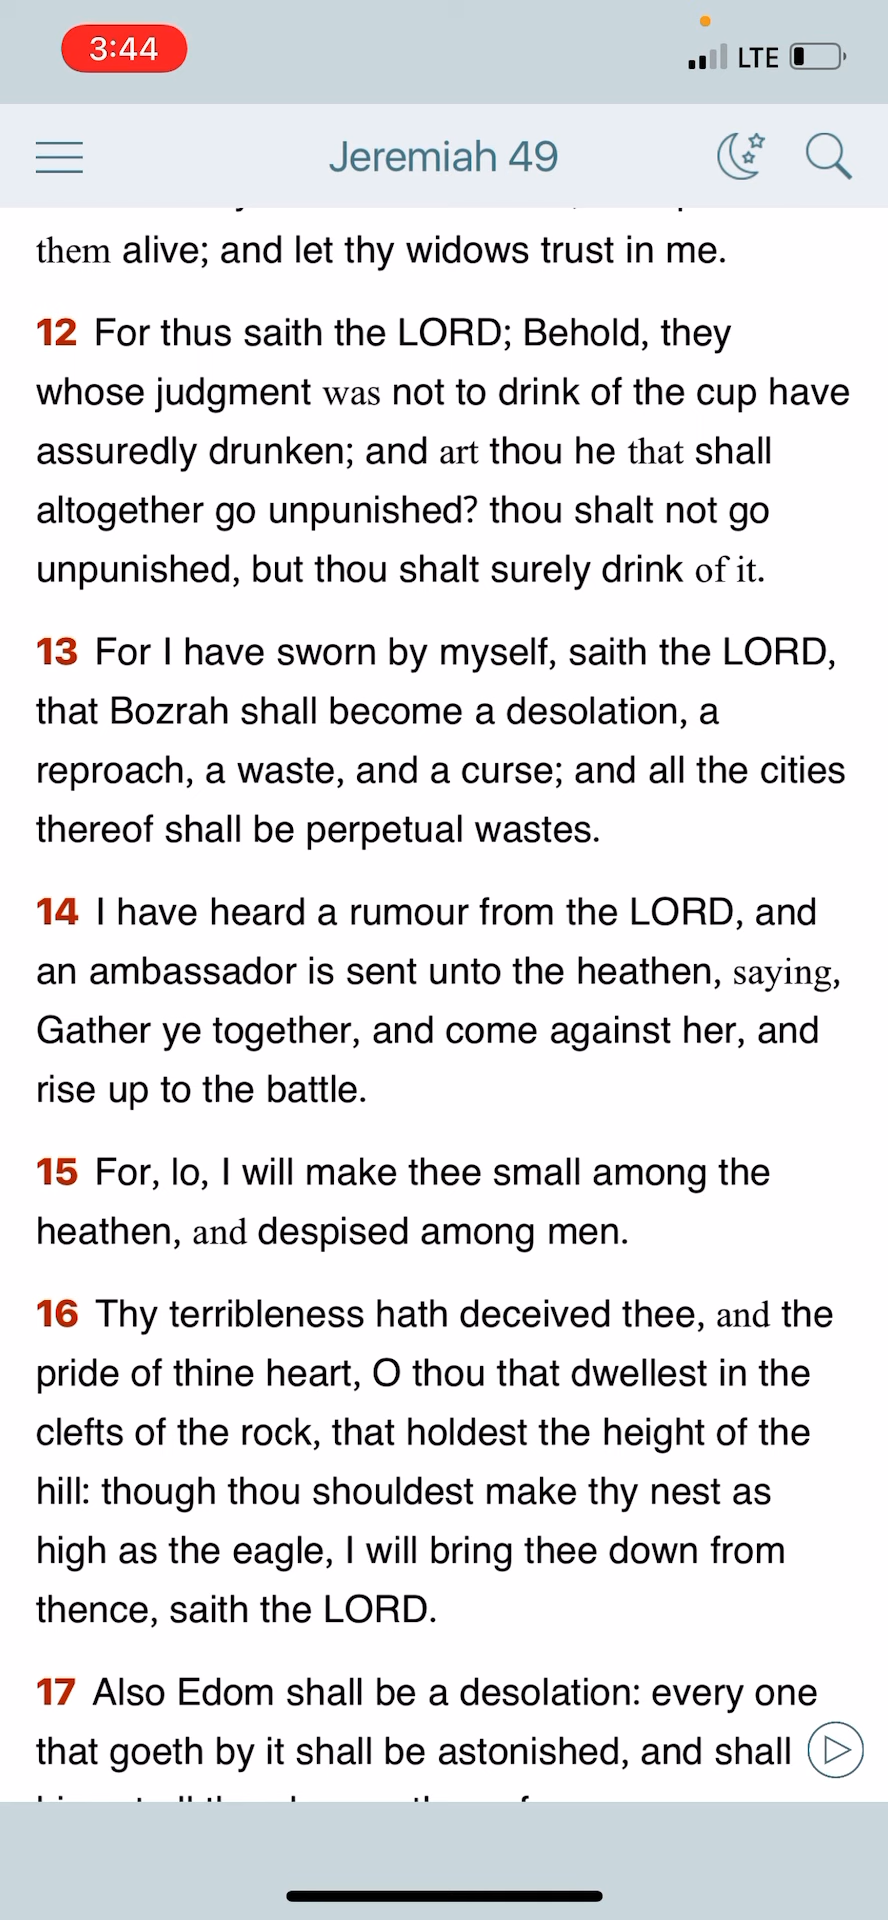 3:44
LTE
Jeremiah 49
them alive; and let thy widows trust in me.
12 For thus saith the LORD; Behold, they
whose judgment was not to drink of the cup have
assuredly drunken; and art thou he that shall
altogether go unpunished? thou shalt not go
unpunished, but thou shalt surely drink of it.
13 For I have sworn by myself, saith the LORD,
that Bozrah shall become a desolation, a
reproach, a waste, and a curse; and all the cities
thereof shall be perpetual wastes.
14 I have heard a rumour from the LORD, and
an ambassador is sent unto the heathen, saying,
Gather ye together, and come against her, and
rise up to the battle.
15 For, lo, I will make thee small among the
heathen, and despised among men.
16 Thy terribleness hath deceived thee, and the
pride of thine heart, O thou that dwellest in the
clefts of the rock, that holdest the height of the
hill: though thou shouldest make thy nest as
high as the eagle, I will bring thee down from
thence, saith the LORD.
17 Also Edom shall be a desolation: every one
that goeth by it shall be astonished, and shall